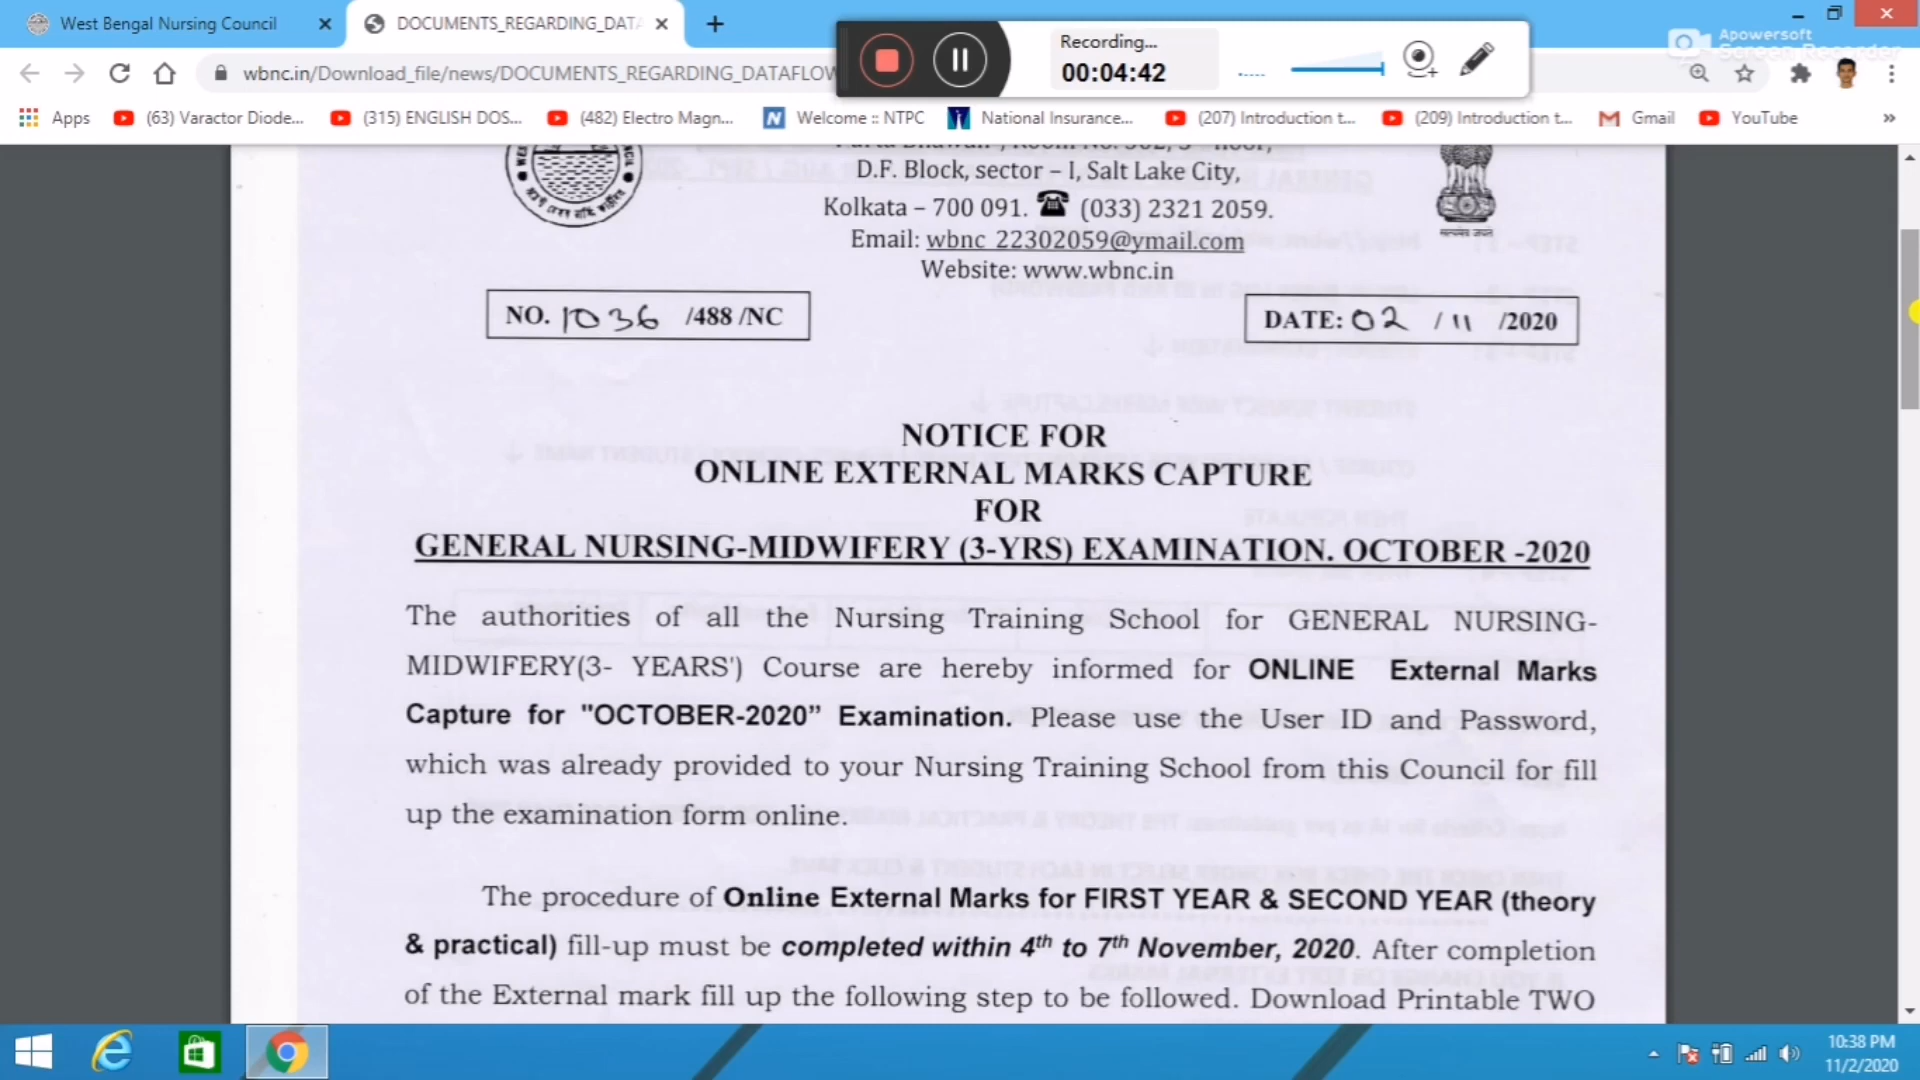 West Bengal Nursing Council
DOCUMENTS_REGARDING_DATA
Recording...
00:04:42
Apowersoft
Screen Recorder
wbnc.in/Download_file/news/DOCUMENTS_REGARDING_DATAFLOW
Apps
(63) Varactor Diode...
(315) ENGLISH DOS...
(482) Electro Magn...
Welcome :: NTPC
National Insurance...
(207) Introduction t...
(209) Introduction t...
Gmail
YouTube
»
D.F. Block, sector – I, Salt Lake City,
Kolkata – 700 091. ☎ (033) 2321 2059.
Email: wbnc_22302059@ymail.com
Website: www.wbnc.in
NO. 1036 /488 /NC
DATE: 02 / 11 /2020
NOTICE FOR
ONLINE EXTERNAL MARKS CAPTURE
FOR
GENERAL NURSING-MIDWIFERY (3-YRS) EXAMINATION. OCTOBER -2020
The authorities of all the Nursing Training School for GENERAL NURSING-
MIDWIFERY(3- YEARS') Course are hereby informed for ONLINE External Marks
Capture for "OCTOBER-2020” Examination. Please use the User ID and Password,
which was already provided to your Nursing Training School from this Council for fill
up the examination form online.
The procedure of Online External Marks for FIRST YEAR & SECOND YEAR (theory
& practical) fill-up must be completed within 4th to 7th November, 2020. After completion
of the External mark fill up the following step to be followed. Download Printable TWO
10:38 PM
11/2/2020